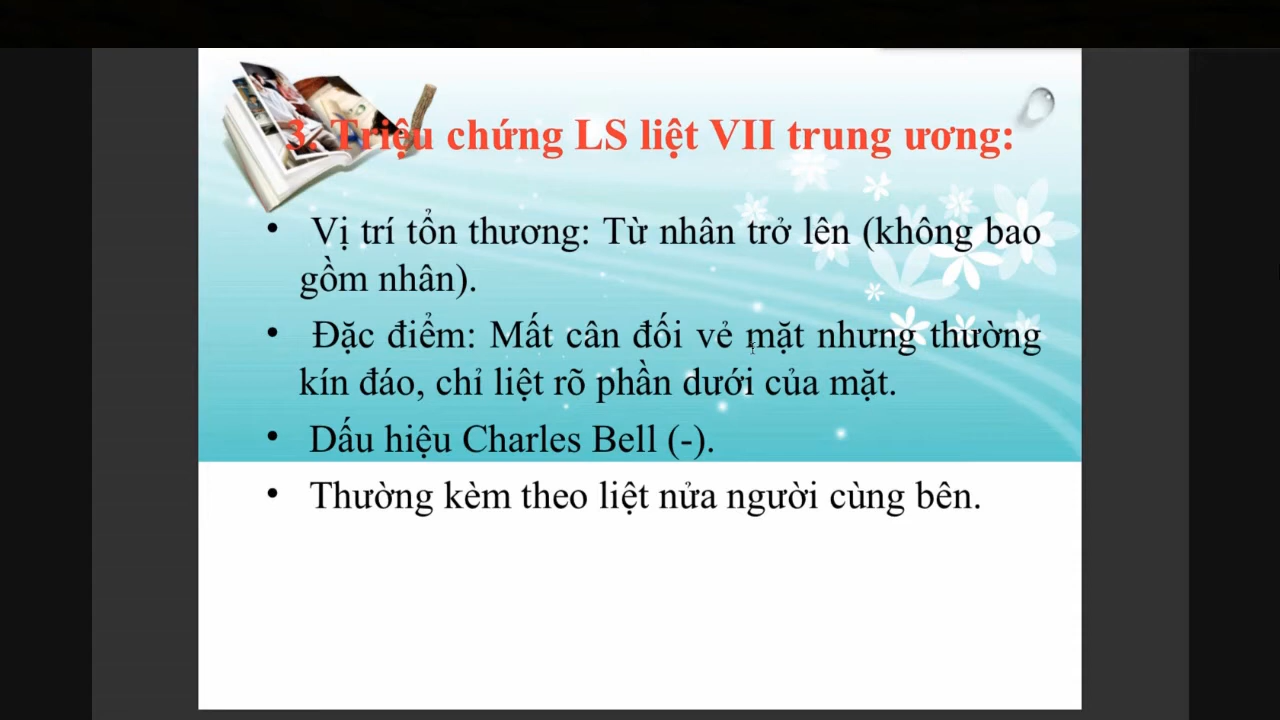 3. Triệu chứng LS liệt VII trung ương:
• Vị trí tổn thương: Từ nhân trở lên (không bao
gồm nhân).
• Đặc điểm: Mất cân đối vẻ mặt nhưng thường
kín đáo, chỉ liệt rõ phần dưới của mặt.
• Dấu hiệu Charles Bell (-).
• Thường kèm theo liệt nửa người cùng bên.